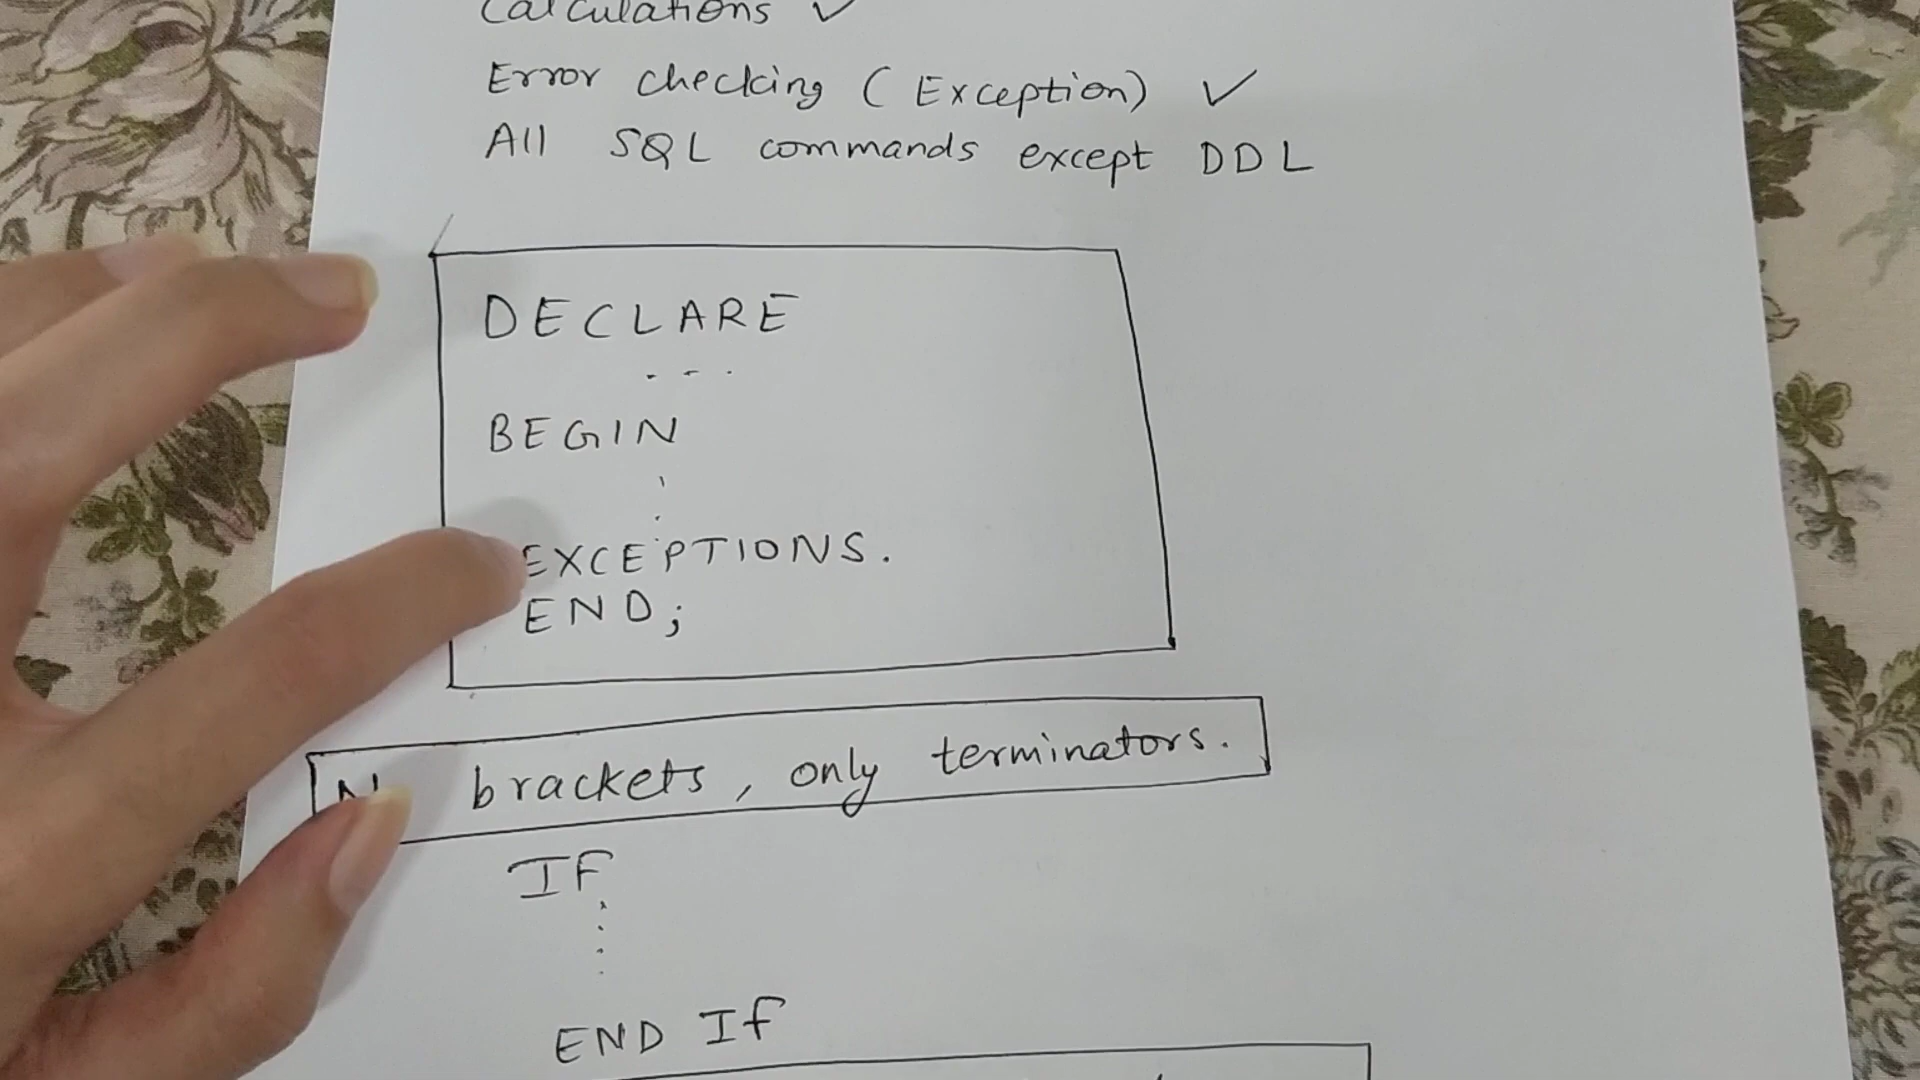 Calculations ✓
Error checking (Exception) ✓
All SQL commands except DDL
DECLARE
...
BEGIN
EXCEPTIONS.
END;
brackets, only terminators.
IF
END If